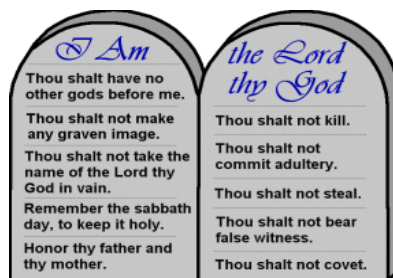 I Am
Thou shalt have no
other gods before me.
Thou shalt not make
any graven image.
Thou shalt not take the
name of the Lord thy
God in vain.
Remember the sabbath
day, to keep it holy.
Honor thy father and
thy mother.
the Lord
thy God
Thou shalt not kill.
Thou shalt not
commit adultery.
Thou shalt not steal.
Thou shalt not bear
false witness.
Thou shalt not covet.